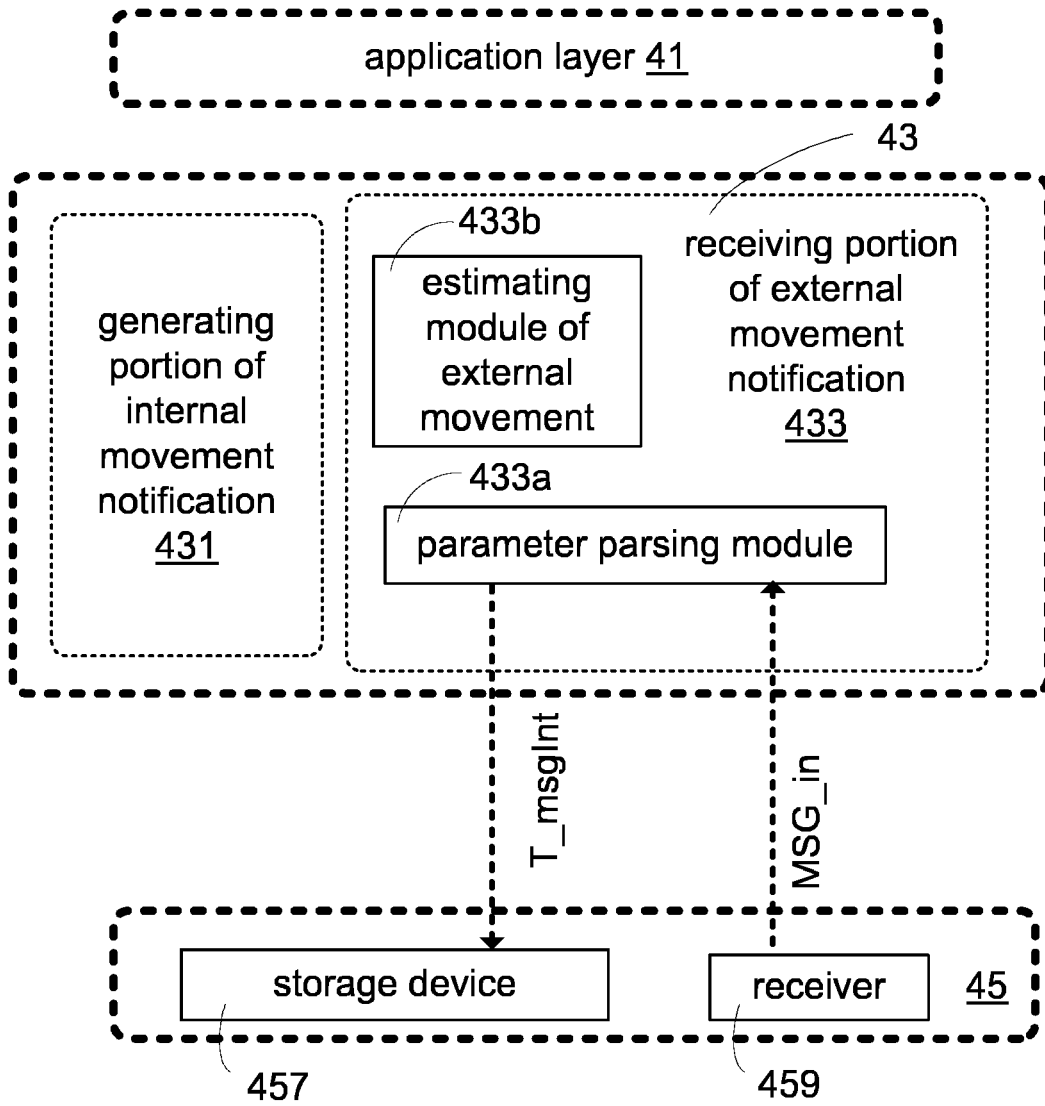 application layer 41
43
generating
portion of
internal
movement
notification
431
433b
estimating
module of
external
movement
receiving portion
of external
movement
notification
433
433a
parameter parsing module
T_msgInt
MSG_in
storage device
receiver
45
457
459